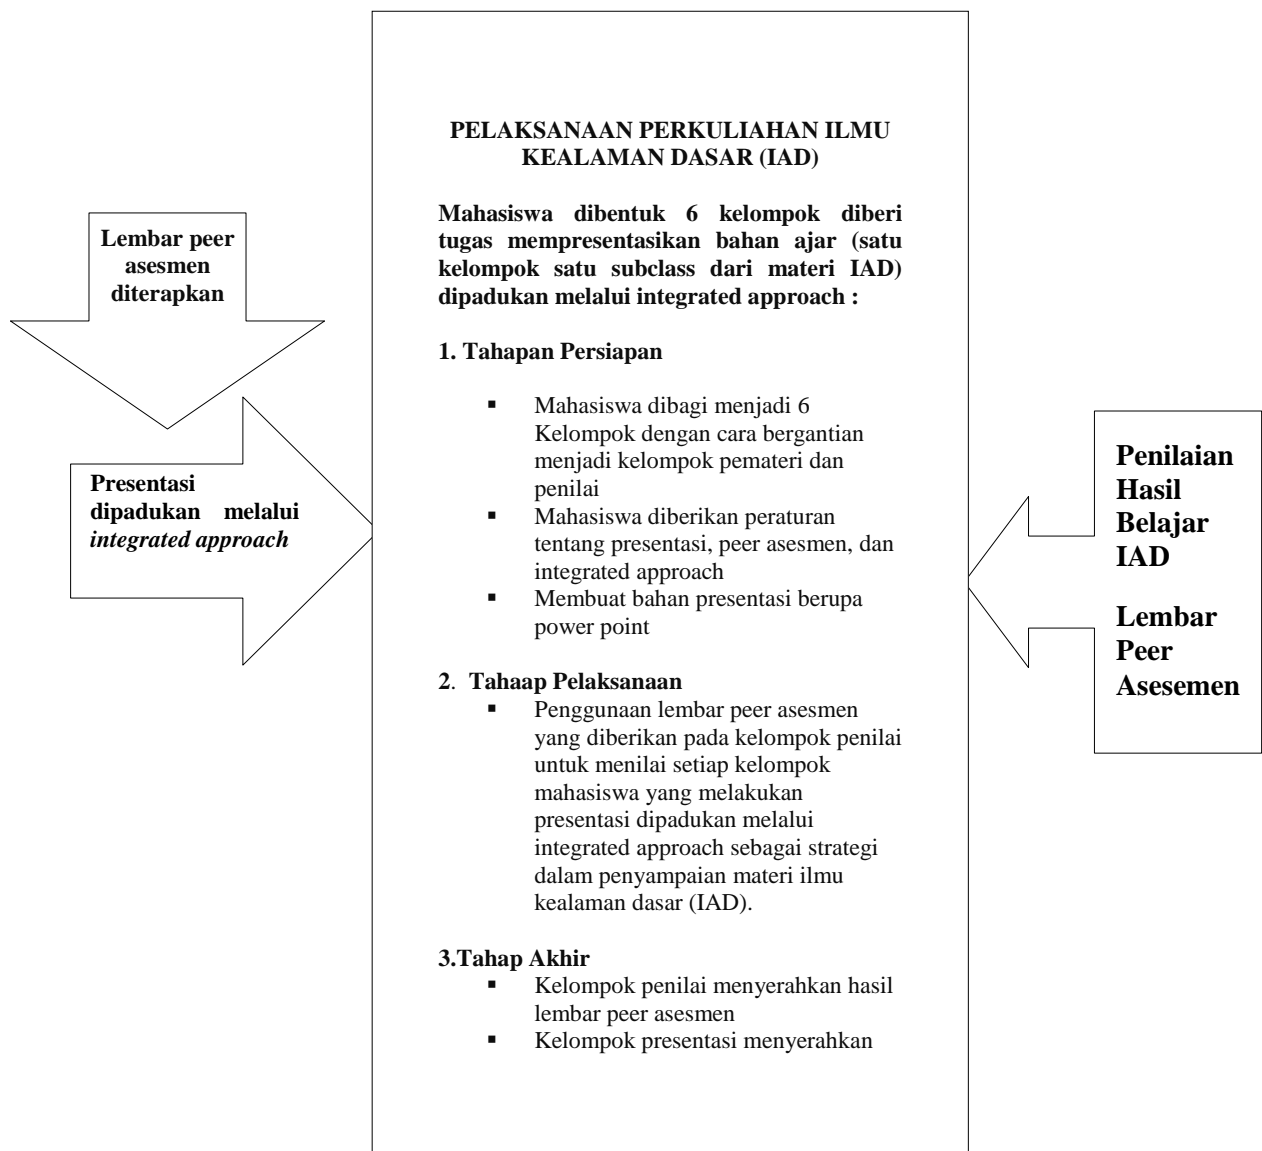 Lembar peer
asesmen
diterapkan
Presentasi
dipadukan melalui
integrated approach
PELAKSANAAN PERKULIAHAN ILMU
KEALAMAN DASAR (IAD)
Mahasiswa dibentuk 6 kelompok diberi
tugas mempresentasikan bahan ajar (satu
kelompok satu subclass dari materi IAD)
dipadukan melalui integrated approach :
1. Tahapan Persiapan
▪ Mahasiswa dibagi menjadi 6
Kelompok dengan cara bergantian
menjadi kelompok pemateri dan
penilai
▪ Mahasiswa diberikan peraturan
tentang presentasi, peer asesmen, dan
integrated approach
▪ Membuat bahan presentasi berupa
power point
2. Tahaap Pelaksanaan
▪ Penggunaan lembar peer asesmen
yang diberikan pada kelompok penilai
untuk menilai setiap kelompok
mahasiswa yang melakukan
presentasi dipadukan melalui
integrated approach sebagai strategi
dalam penyampaian materi ilmu
kealaman dasar (IAD).
3.Tahap Akhir
▪ Kelompok penilai menyerahkan hasil
lembar peer asesmen
▪ Kelompok presentasi menyerahkan
Penilaian
Hasil
Belajar
IAD
Lembar
Peer
Asesemen